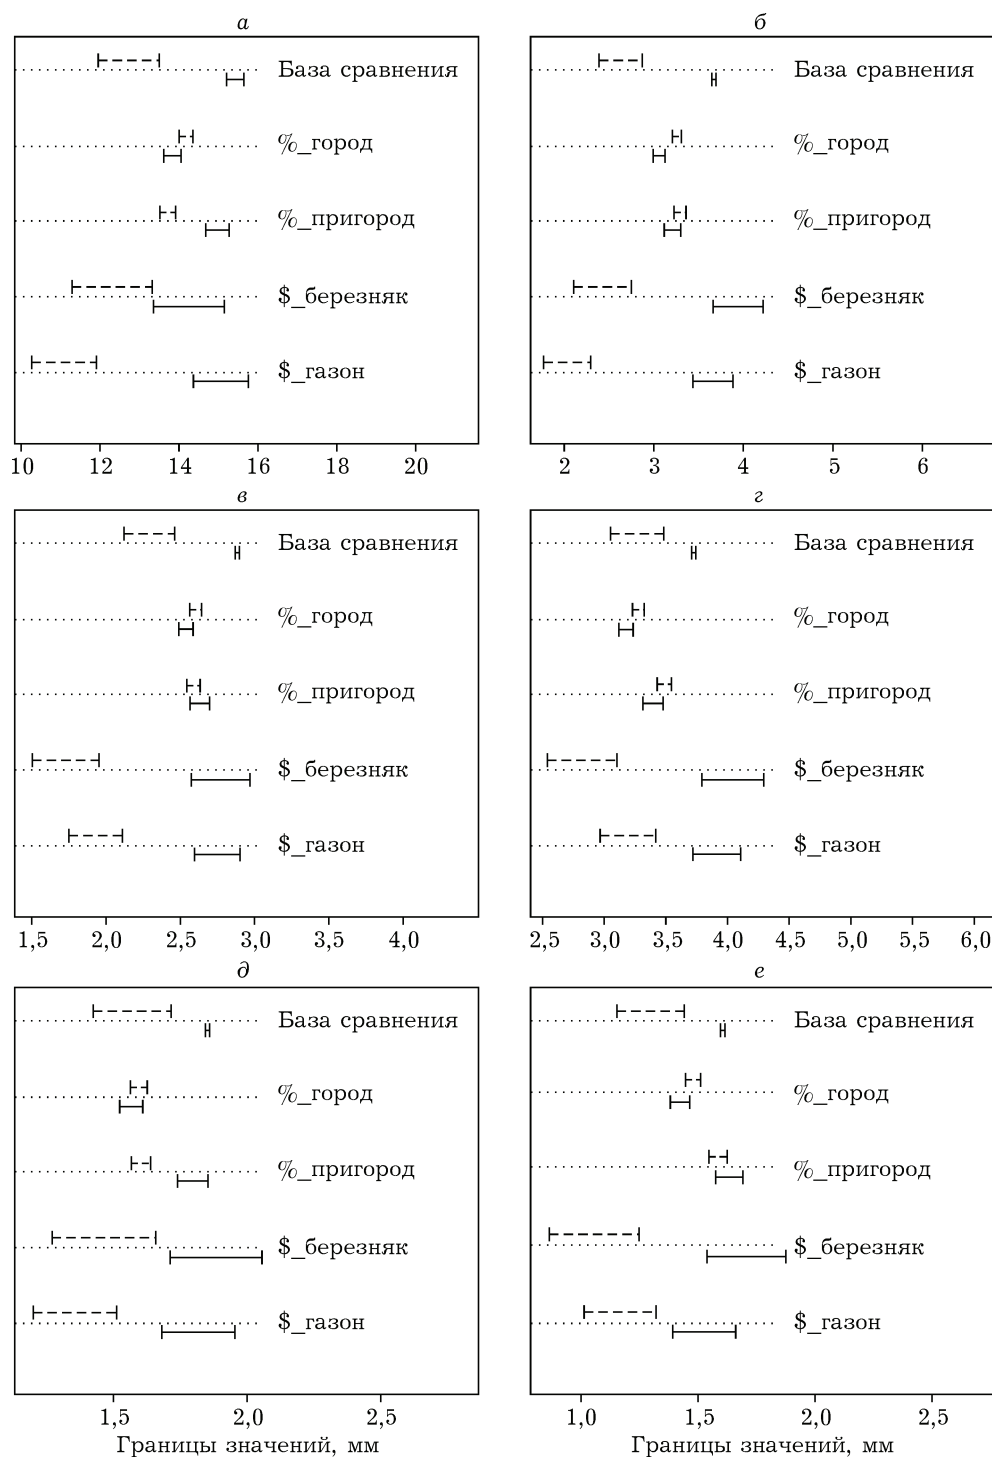 а
База сравнения
%_город
%_пригород
$_березняк
$_газон
10 12 14 16 18 20
б
База сравнения
%_город
%_пригород
$_березняк
$_газон
2 3 4 5 6
в
База сравнения
%_город
%_пригород
$_березняк
$_газон
1,5 2,0 2,5 3,0 3,5 4,0
г
База сравнения
%_город
%_пригород
$_березняк
$_газон
2,5 3,0 3,5 4,0 4,5 5,0 5,5 6,0
д
База сравнения
%_город
%_пригород
$_березняк
$_газон
1,5 2,0 2,5
Границы значений, мм
е
База сравнения
%_город
%_пригород
$_березняк
$_газон
1,0 1,5 2,0 2,5
Границы значений, мм